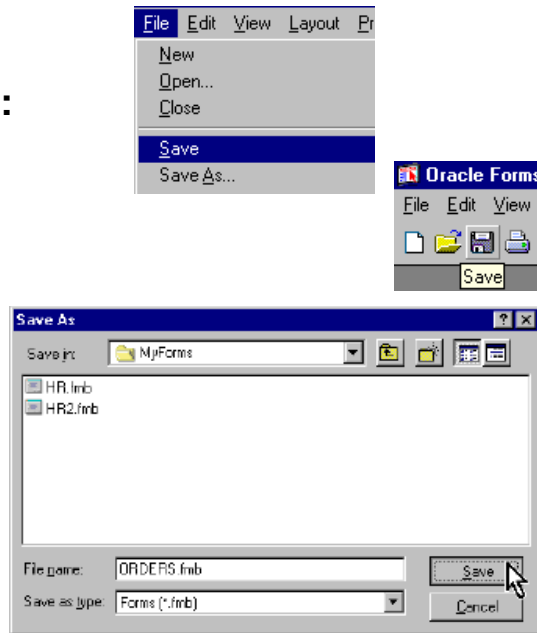 File Edit View Layout Pr
New
Open...
Close
:
Save
Save As...
Oracle Forms
File Edit View
Save
Save As
Save in: MyForms
HR.fmb
HR2.fmb
File name: ORDERS.fmb Save
Save as type: Forms (*.fmb) Cancel